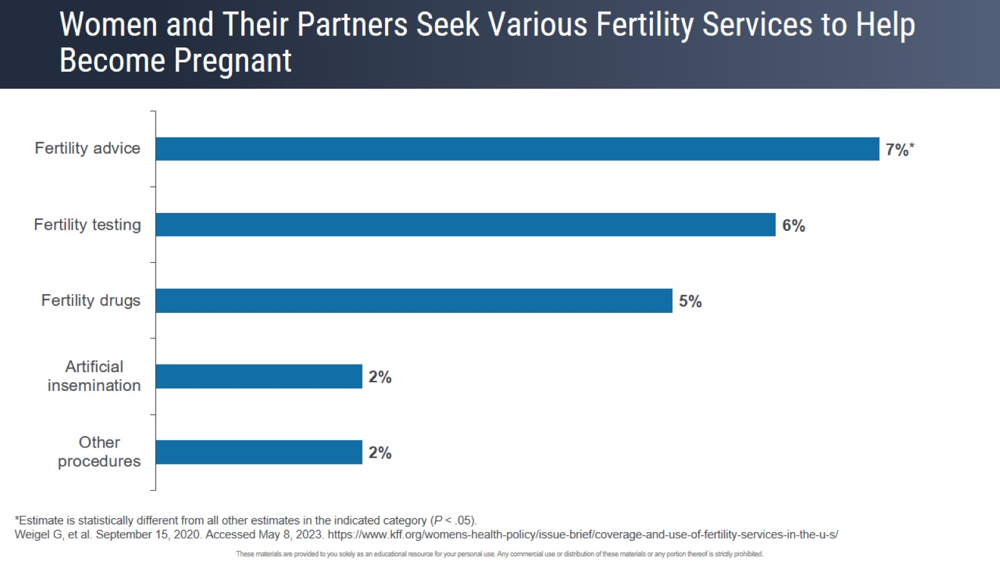 Women and Their Partners Seek Various Fertility Services to Help
Become Pregnant
Fertility advice
7%*
Fertility testing
6%
Fertility drugs
5%
Artificial
insemination
2%
Other
procedures
2%
*Estimate is statistically different from all other estimates in the indicated category (P < .05).
Weigel G, et al. September 15, 2020. Accessed May 8, 2023. https://www.kff.org/womens-health-policy/issue-brief/coverage-and-use-of-fertility-services-in-the-u-s/
These materials are provided to you solely as an educational resource for your personal use. Any commercial use or distribution of these materials or any portion thereof is strictly prohibited.